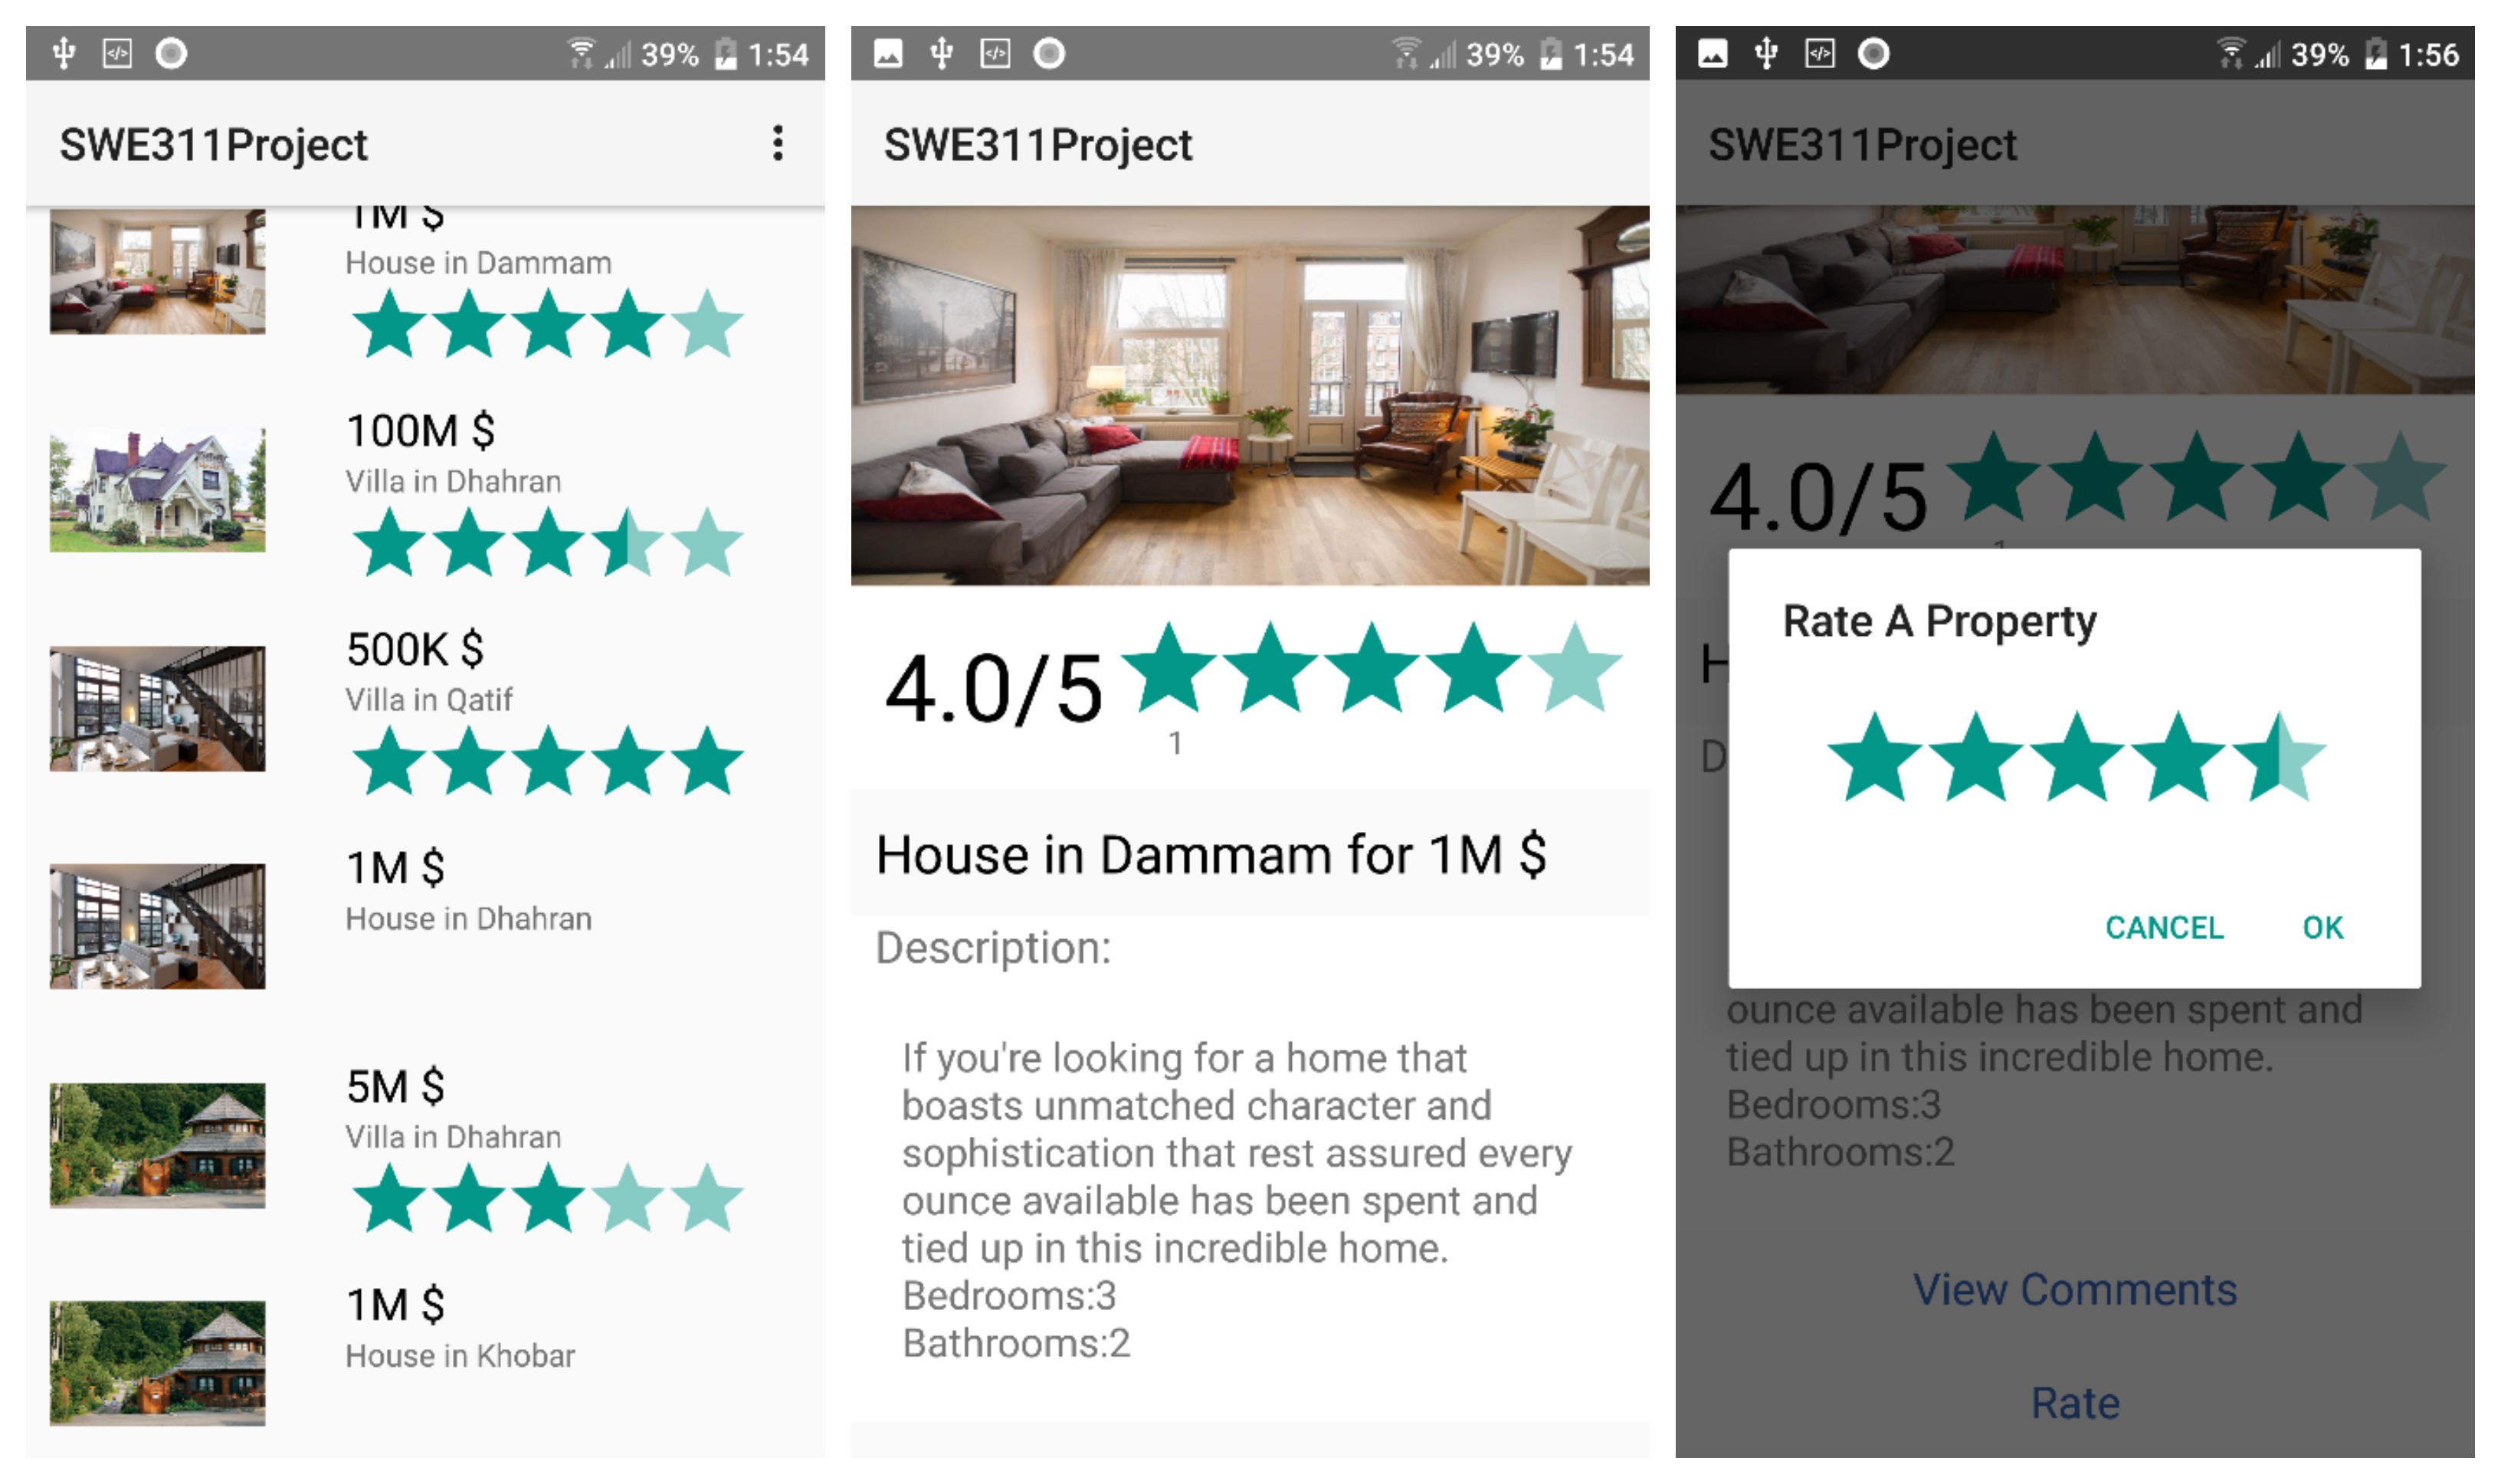 39% 1:54
SWE311Project
1M $
House in Dammam
100M $
Villa in Dhahran
500K $
Villa in Qatif
1M $
House in Dhahran
5M $
Villa in Dhahran
1M $
House in Khobar
39% 1:54
SWE311Project
4.0/5
1
House in Dammam for 1M $
Description:
If you're looking for a home that
boasts unmatched character and
sophistication that rest assured every
ounce available has been spent and
tied up in this incredible home.
Bedrooms:3
Bathrooms:2
39% 1:56
SWE311Project
4.0/5
1
H
D
Rate A Property
CANCEL OK
ounce available has been spent and
tied up in this incredible home.
Bedrooms:3
Bathrooms:2
View Comments
Rate